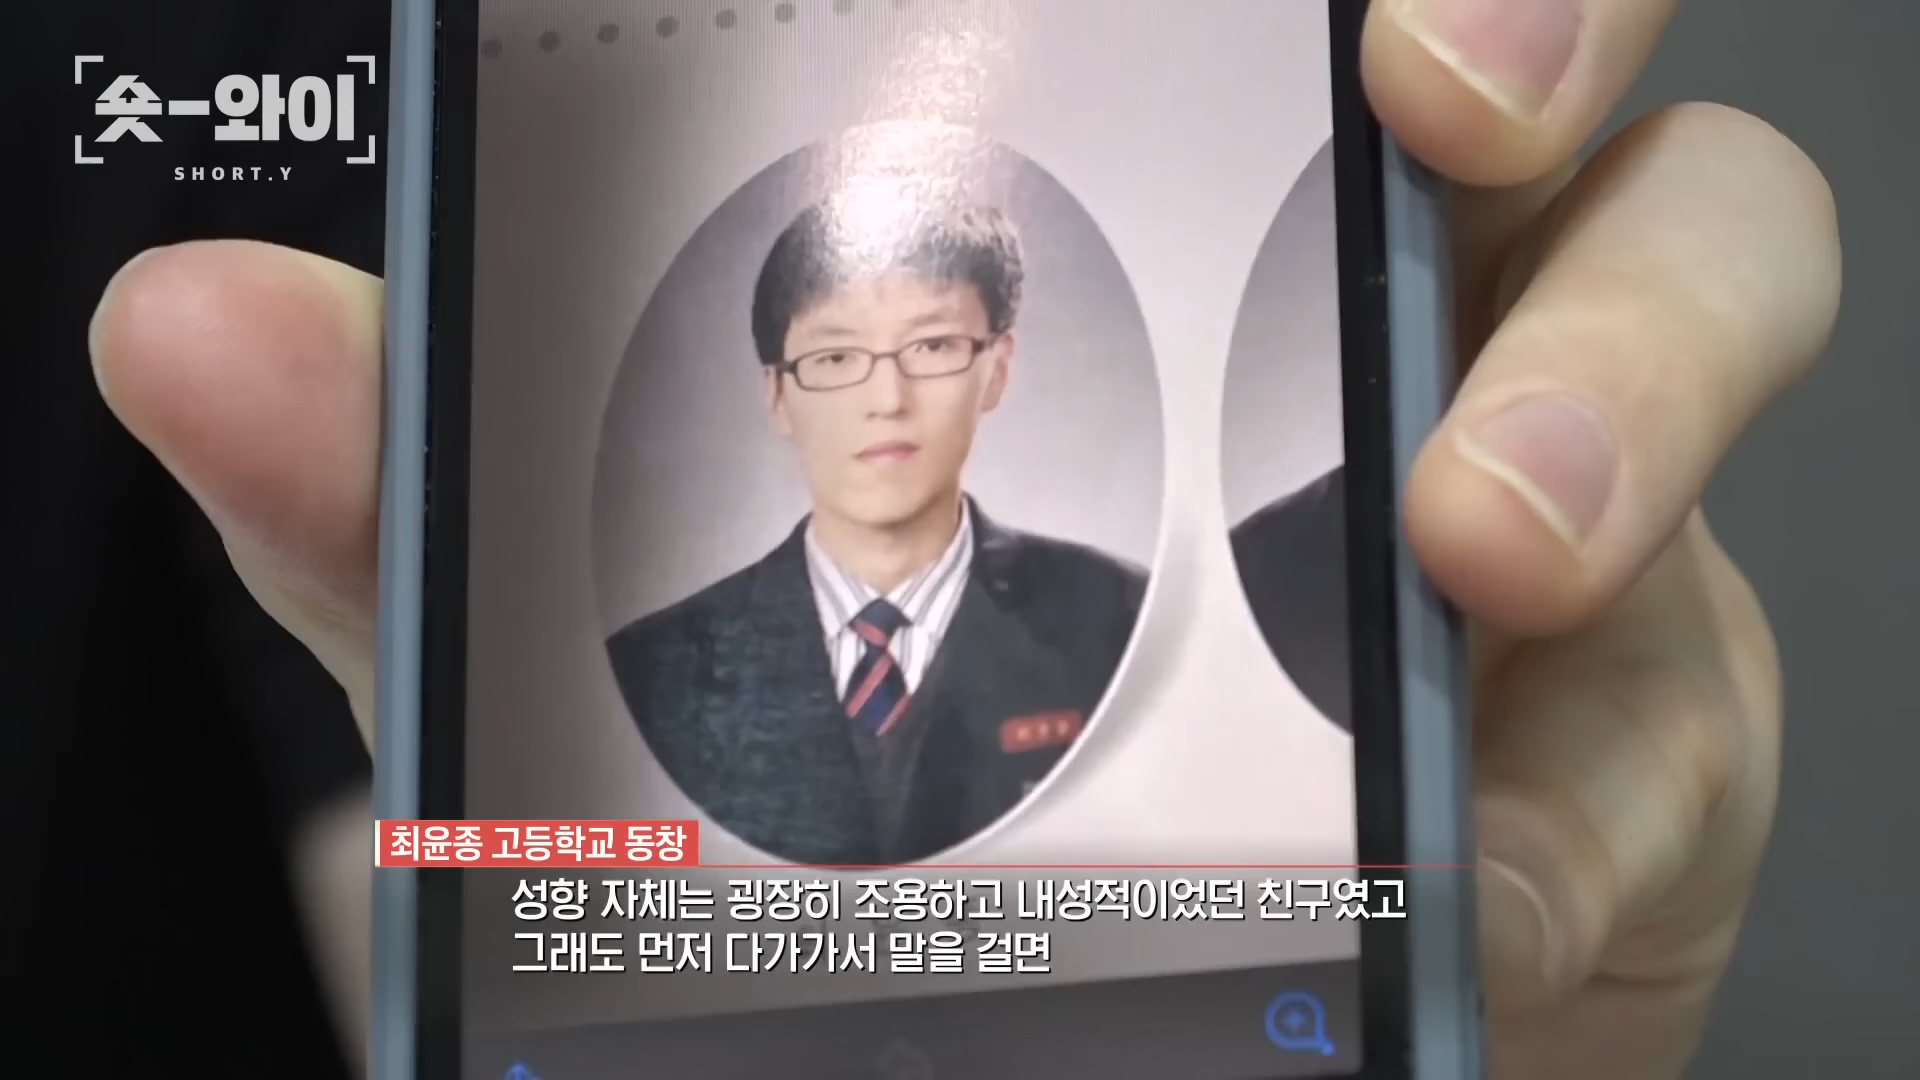 숏-와이
SHORT.Y
최윤종 고등학교 동창
성향 자체는 굉장히 조용하고 내성적이었던 친구였고
그래도 먼저 다가가서 말을 걸면